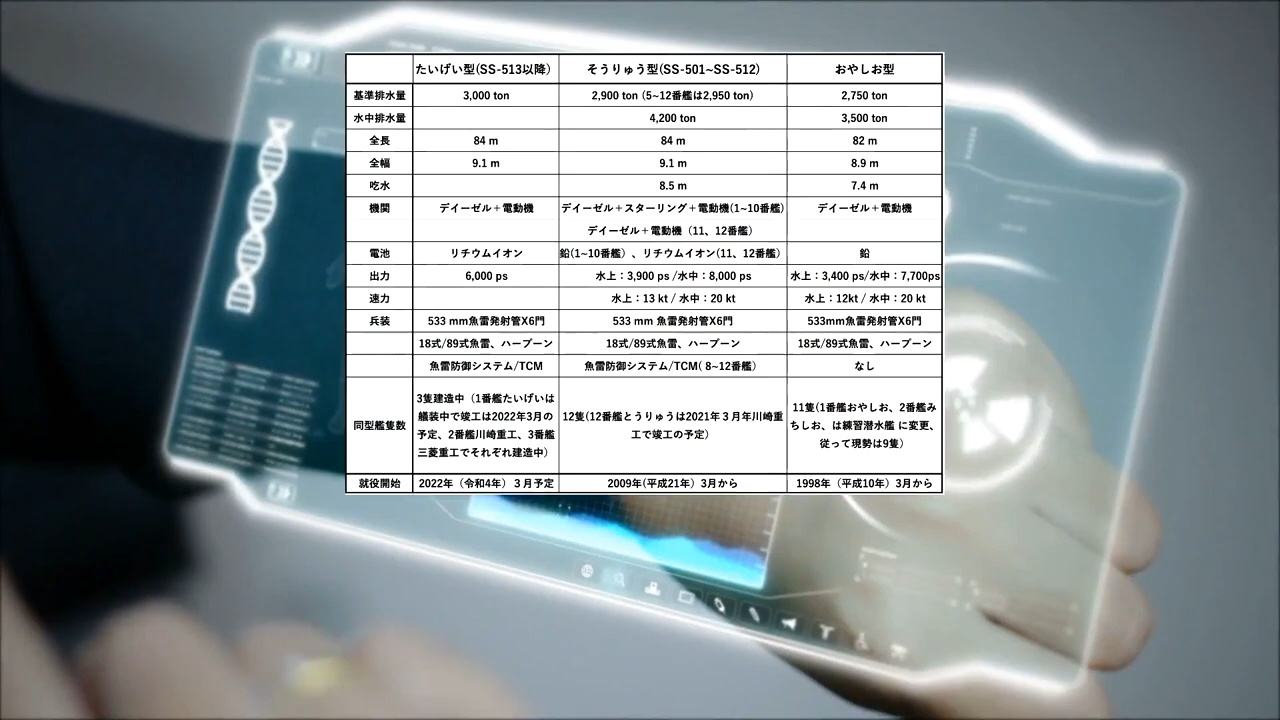 たいげい型(SS-513以降) そうりゅう型(SS-501~SS-512) おやしお型
基準排水量 3,000 ton 2,900 ton (5~12番艦は2,950 ton) 2,750 ton
水中排水量 4,200 ton 3,500 ton
全長 84 m 84 m 82 m
全幅 9.1 m 9.1 m 8.9 m
吃水 8.5 m 7.4 m
機関 デイーゼル＋電動機 デイーゼル＋スターリング＋電動機(1~10番艦) デイーゼル＋電動機
デイーゼル＋電動機（11、12番艦）
電池 リチウムイオン 鉛(1~10番艦）、リチウムイオン(11、12番艦） 鉛
出力 6,000 ps 水上：3,900 ps /水中：8,000 ps 水上：3,400 ps/水中：7,700ps
速力 水上：13 kt / 水中：20 kt 水上：12kt / 水中：20 kt
兵装 533 mm魚雷発射管X6門 533 mm 魚雷発射管X6門 533mm魚雷発射管X6門
18式/89式魚雷、ハープーン 18式/89式魚雷、ハープーン 18式/89式魚雷、ハープーン
魚雷防御システム/TCM 魚雷防御システム/TCM( 8~12番艦） なし
同型艦隻数
3隻建造中（1番艦たいげいは
艤装中で竣工は2022年3月の
予定、2番艦川崎重工、3番艦
三菱重工でそれぞれ建造中）
12隻(12番艦とうりゅうは2021年３月年川崎重
工で竣工の予定）
11隻(1番艦おやしお、2番艦み
ちしお、は練習潜水艦 に変更、
従って現勢は9隻）
就役開始 2022年（令和4年）３月予定 2009年(平成21年）3月から 1998年（平成10年）3月から